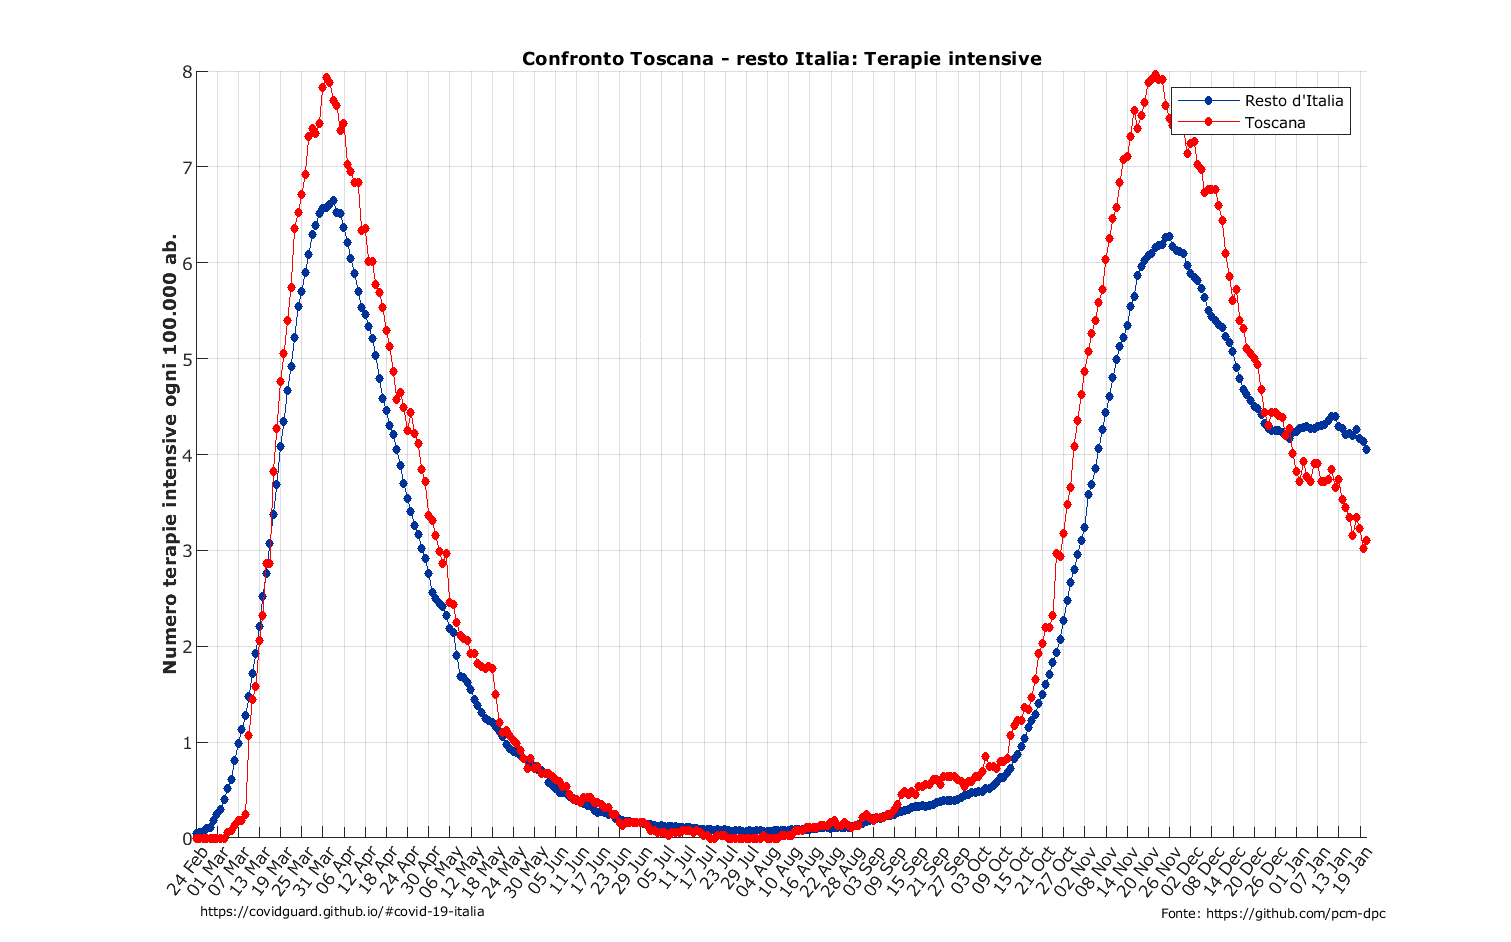 Confronto Toscana - resto Italia: Terapie intensive
Numero terapie intensive ogni 100.000 ab.
8
7
6
5
4
3
2
1
0
Resto d'Italia
Toscana
24 Feb
01 Mar
07 Mar
13 Mar
19 Mar
25 Mar
31 Mar
06 Apr
12 Apr
18 Apr
24 Apr
30 Apr
06 May
12 May
18 May
24 May
30 May
05 Jun
11 Jun
17 Jun
23 Jun
29 Jun
05 Jul
11 Jul
17 Jul
23 Jul
29 Jul
04 Aug
10 Aug
16 Aug
22 Aug
28 Aug
03 Sep
09 Sep
15 Sep
21 Sep
27 Sep
03 Oct
09 Oct
15 Oct
21 Oct
27 Oct
02 Nov
08 Nov
14 Nov
20 Nov
26 Nov
02 Dec
08 Dec
14 Dec
20 Dec
26 Dec
01 Jan
07 Jan
13 Jan
19 Jan
https://covidguard.github.io/#covid-19-italia
Fonte: https://github.com/pcm-dpc